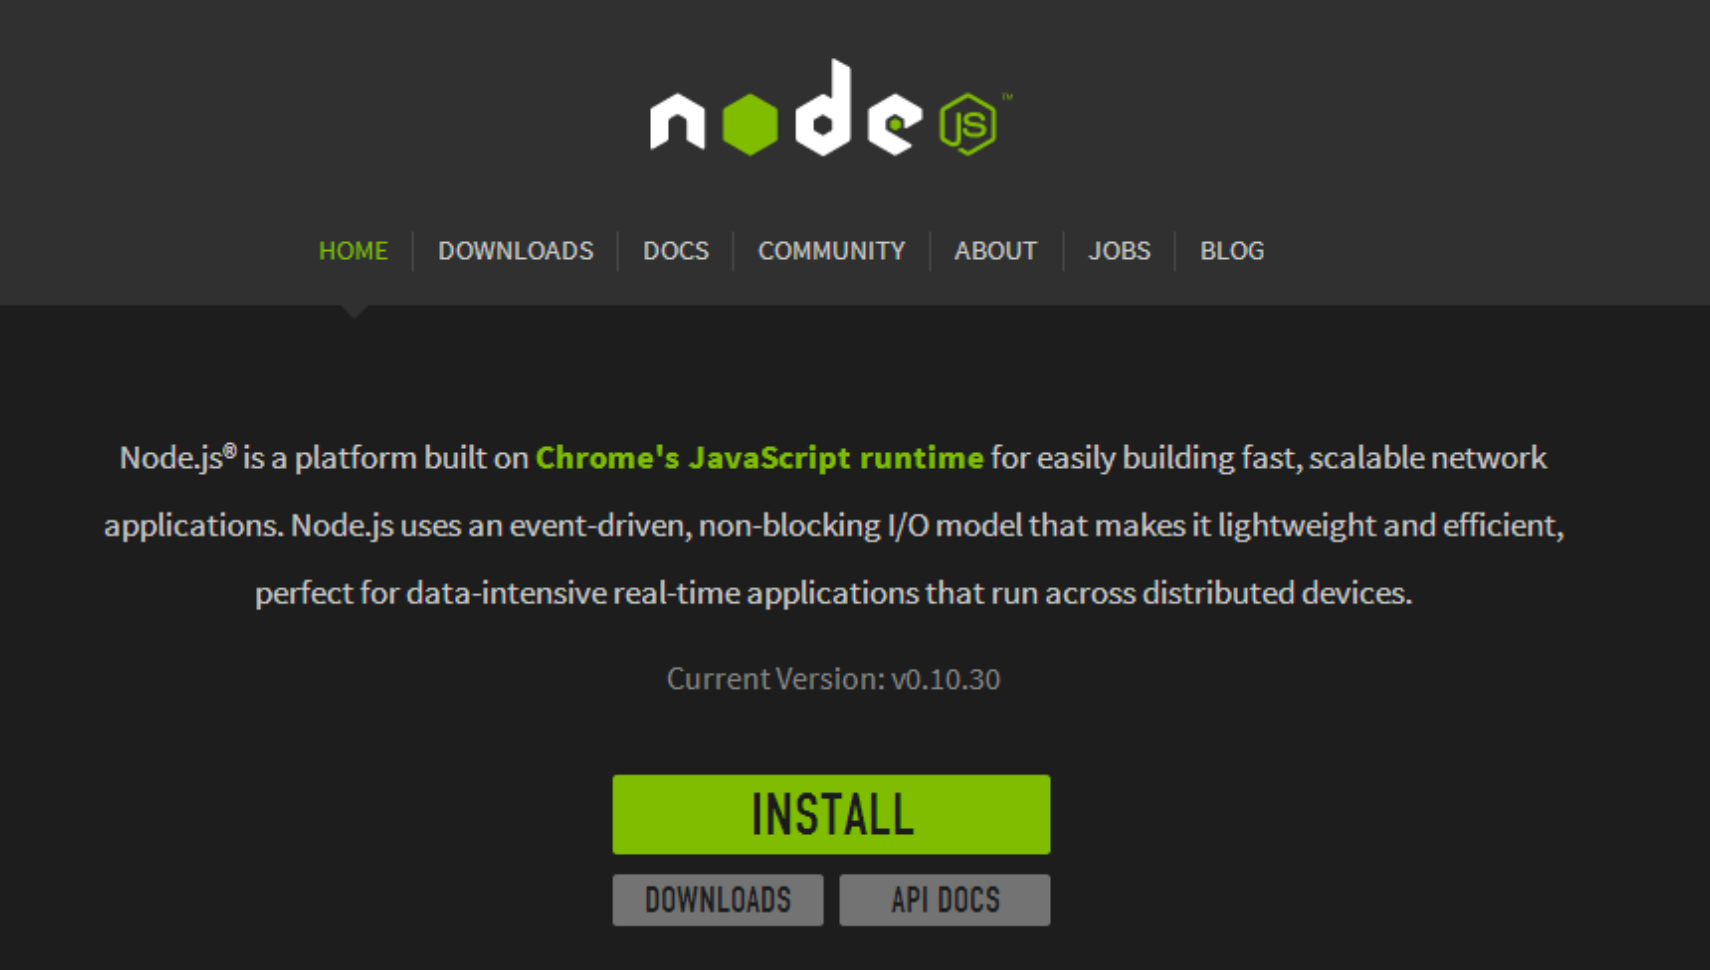 node JS™
HOME DOWNLOADS DOCS COMMUNITY ABOUT JOBS BLOG
Node.js® is a platform built on Chrome's JavaScript runtime for easily building fast, scalable network
applications. Node.js uses an event-driven, non-blocking I/O model that makes it lightweight and efficient,
perfect for data-intensive real-time applications that run across distributed devices.
Current Version: v0.10.30
INSTALL
DOWNLOADS API DOCS